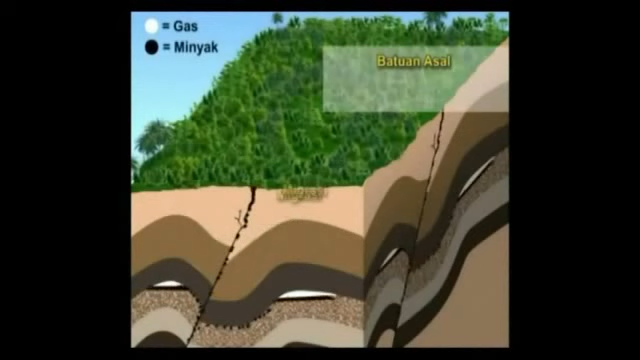 = Gas
= Minyak
Batuan Asal